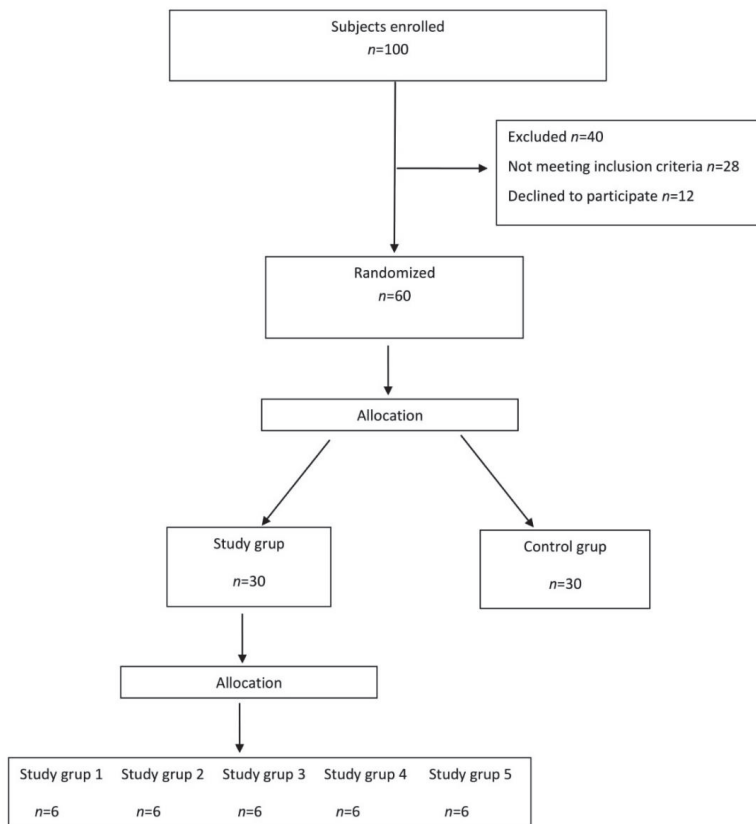 Subjects enrolled
n=100
Excluded n=40
Not meeting inclusion criteria n=28
Declined to participate n=12
Randomized
n=60
Allocation
Study grup
n=30
Control grup
n=30
Allocation
Study grup 1 Study grup 2 Study grup 3 Study grup 4 Study grup 5
n=6 n=6 n=6 n=6 n=6